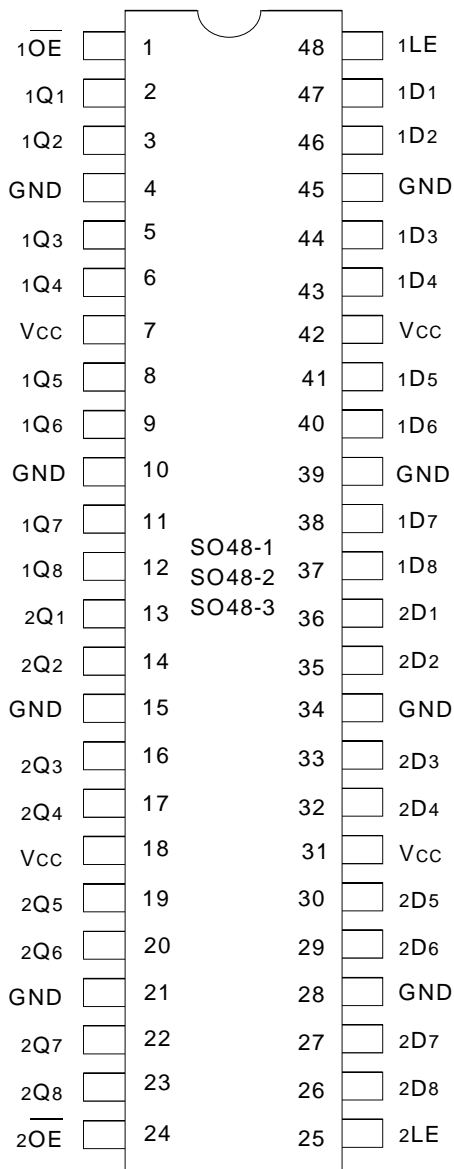 1O̅E̅ 1 48 1LE
1Q1 2 47 1D1
1Q2 3 46 1D2
GND 4 45 GND
1Q3 5 44 1D3
1Q4 6 43 1D4
VCC 7 42 VCC
1Q5 8 41 1D5
1Q6 9 40 1D6
GND 10 39 GND
1Q7 11 38 1D7
SO48-1
1Q8 12 37 1D8
SO48-2
2Q1 13 SO48-3 36 2D1
2Q2 14 35 2D2
GND 15 34 GND
2Q3 16 33 2D3
2Q4 17 32 2D4
VCC 18 31 VCC
2Q5 19 30 2D5
2Q6 20 29 2D6
GND 21 28 GND
2Q7 22 27 2D7
2Q8 23 26 2D8
2O̅E̅ 24 25 2LE